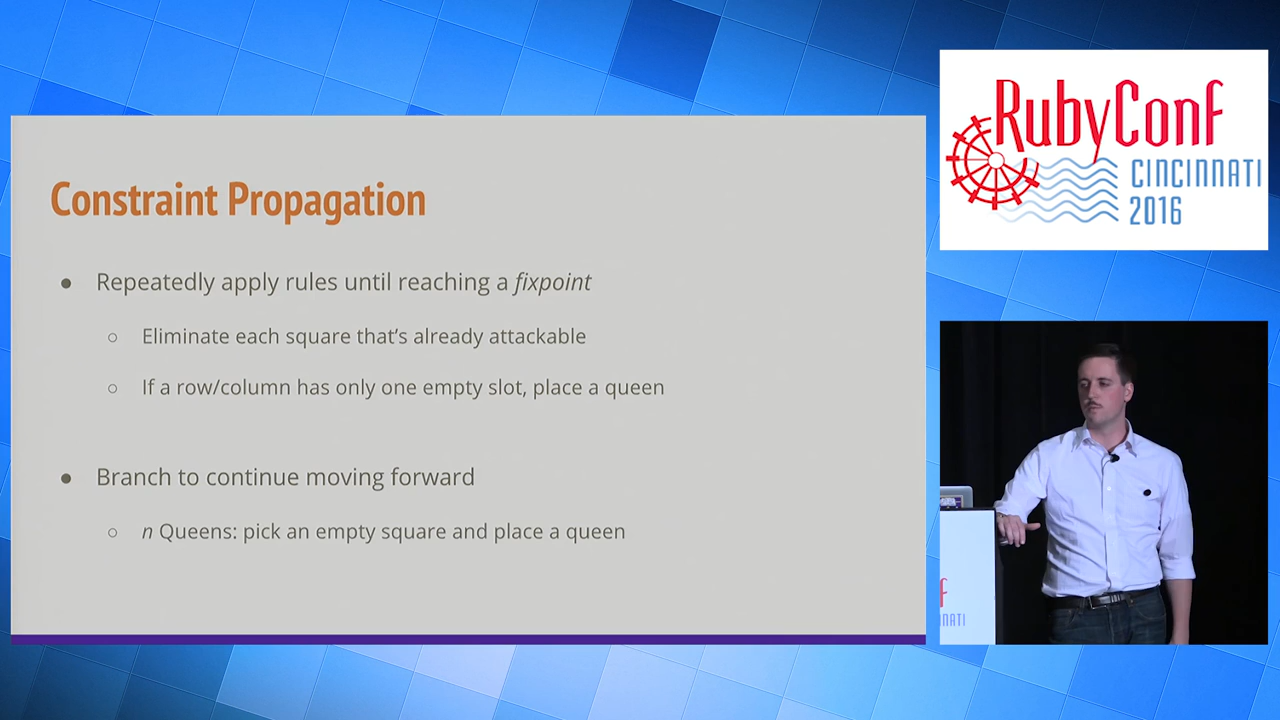 Constraint Propagation
● Repeatedly apply rules until reaching a fixpoint
○ Eliminate each square that's already attackable
○ If a row/column has only one empty slot, place a queen
● Branch to continue moving forward
○ n Queens: pick an empty square and place a queen
RubyConf
CINCINNATI
2016
f
NNATI